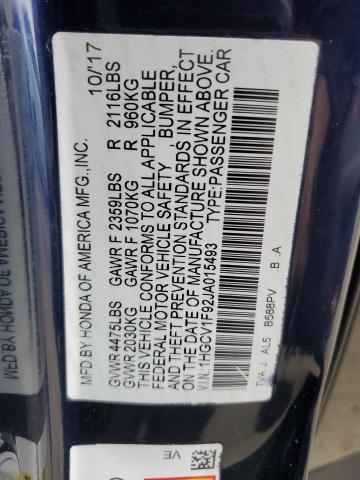 MFD BY HONDA OF AMERICA MFG.,INC. 10/17
GVWR 4475LBS GAWR F 2359LBS R 2116LBS
GVWR 2030KG GAWR F 1070KG R 960KG
THIS VEHICLE CONFORMS TO ALL APPLICABLE
FEDERAL MOTOR VEHICLE SAFETY, BUMPER,
AND THEFT PREVENTION STANDARDS IN EFFECT
ON THE DATE OF MANUFACTURE SHOWN ABOVE.
V.I.N.:1HGCV1F92JA015493 TYPE:PASSENGER CAR
TVA J AL5 B588PV .B .A
VE